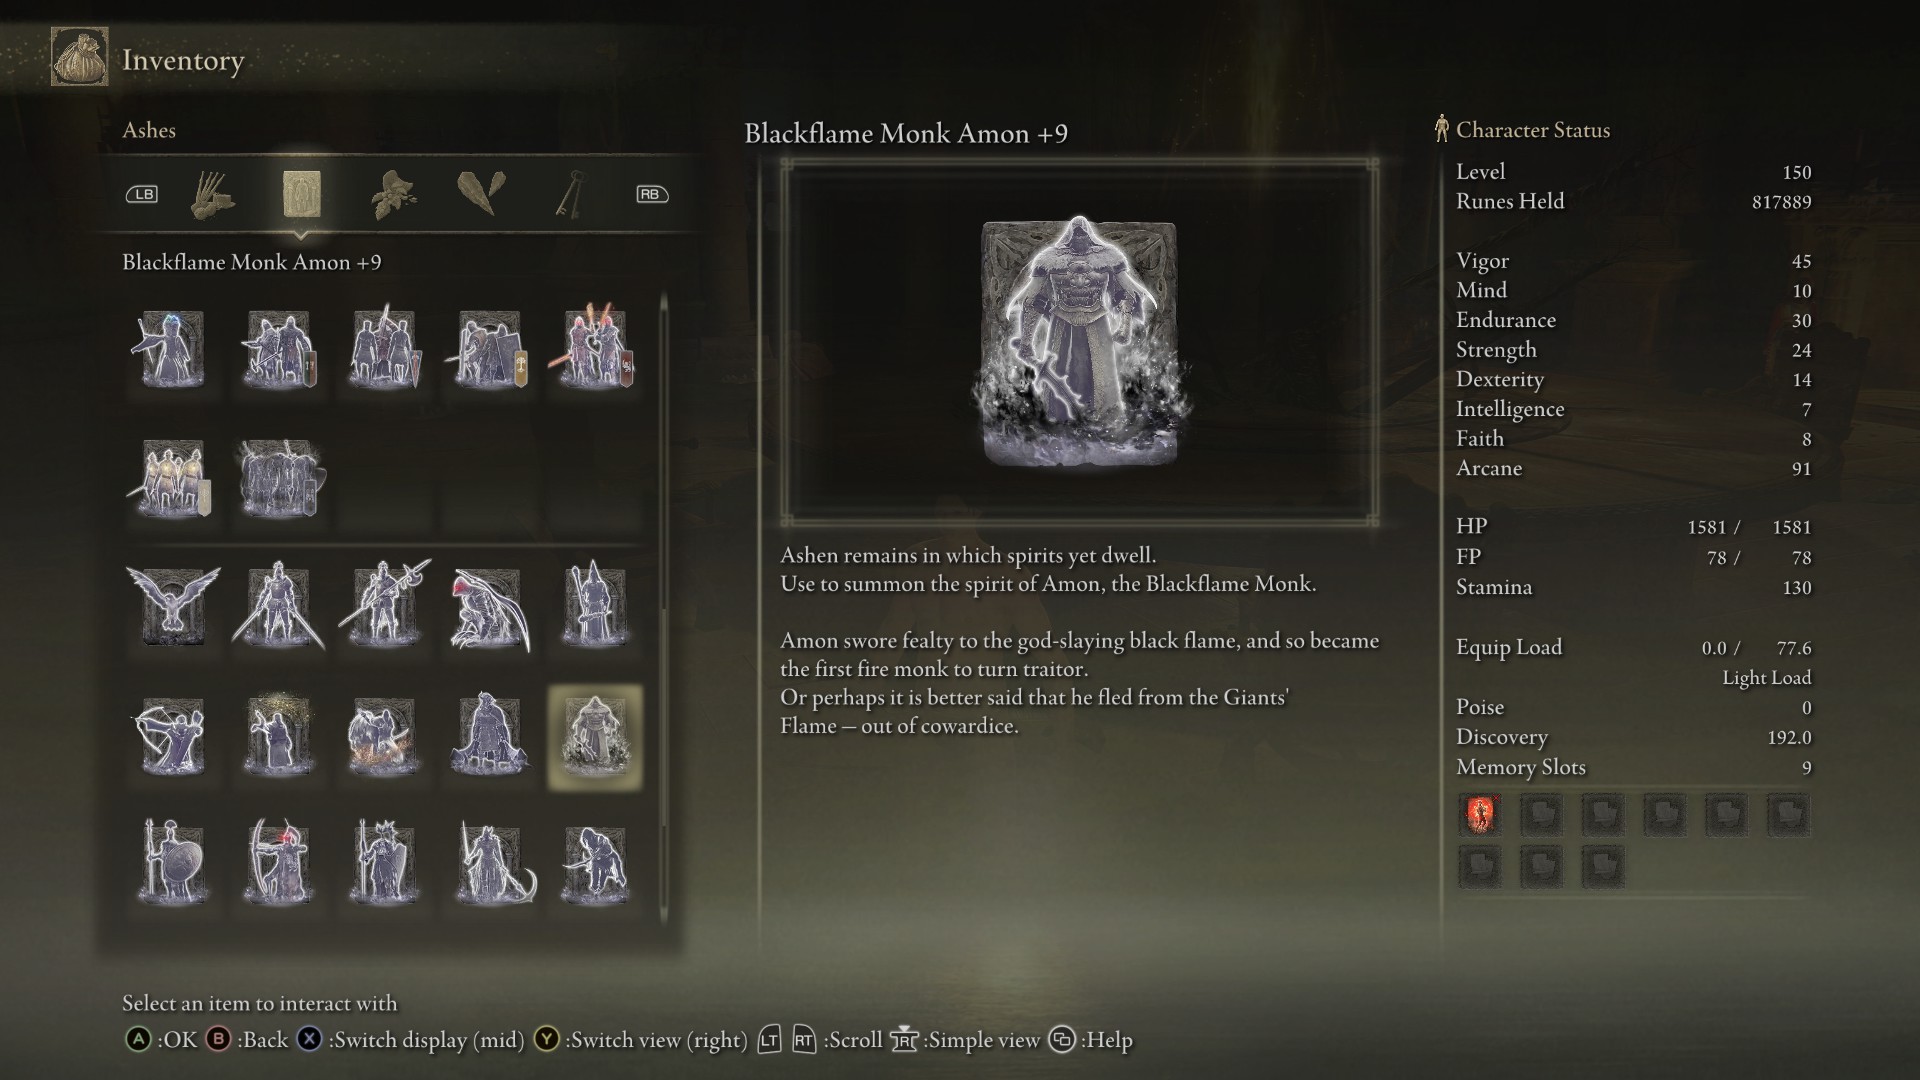 Inventory
Ashes
LB
RB
Blackflame Monk Amon +9
Blackflame Monk Amon +9
Ashen remains in which spirits yet dwell.
Use to summon the spirit of Amon, the Blackflame Monk.
Amon swore fealty to the god-slaying black flame, and so became
the first fire monk to turn traitor.
Or perhaps it is better said that he fled from the Giants'
Flame – out of cowardice.
Character Status
Level 150
Runes Held 817889
Vigor 45
Mind 10
Endurance 30
Strength 24
Dexterity 14
Intelligence 7
Faith 8
Arcane 91
HP 1581 / 1581
FP 78 / 78
Stamina 130
Equip Load 0.0 / 77.6
Light Load
Poise 0
Discovery 192.0
Memory Slots 9
Select an item to interact with
A :OK B :Back X :Switch display (mid) Y :Switch view (right) LT RT :Scroll R :Simple view :Help